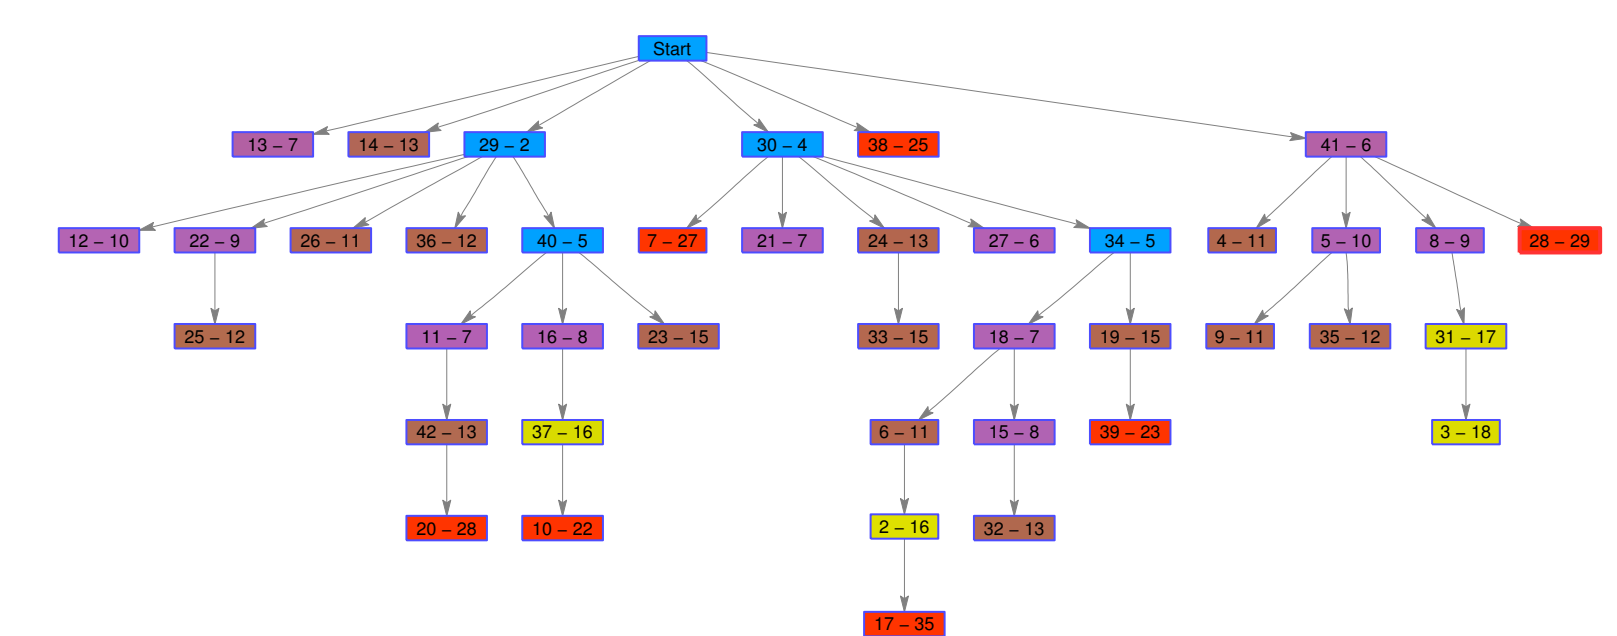 Start
13 – 7
14 – 13
29 – 2
30 – 4
38 – 25
41 – 6
12 – 10
22 – 9
26 – 11
36 – 12
40 – 5
7 – 27
21 – 7
24 – 13
27 – 6
34 – 5
4 – 11
5 – 10
8 – 9
28 – 29
25 – 12
11 – 7
16 – 8
23 – 15
33 – 15
18 – 7
19 – 15
9 – 11
35 – 12
31 – 17
42 – 13
37 – 16
6 – 11
15 – 8
39 – 23
3 – 18
20 – 28
10 – 22
2 – 16
32 – 13
17 – 35